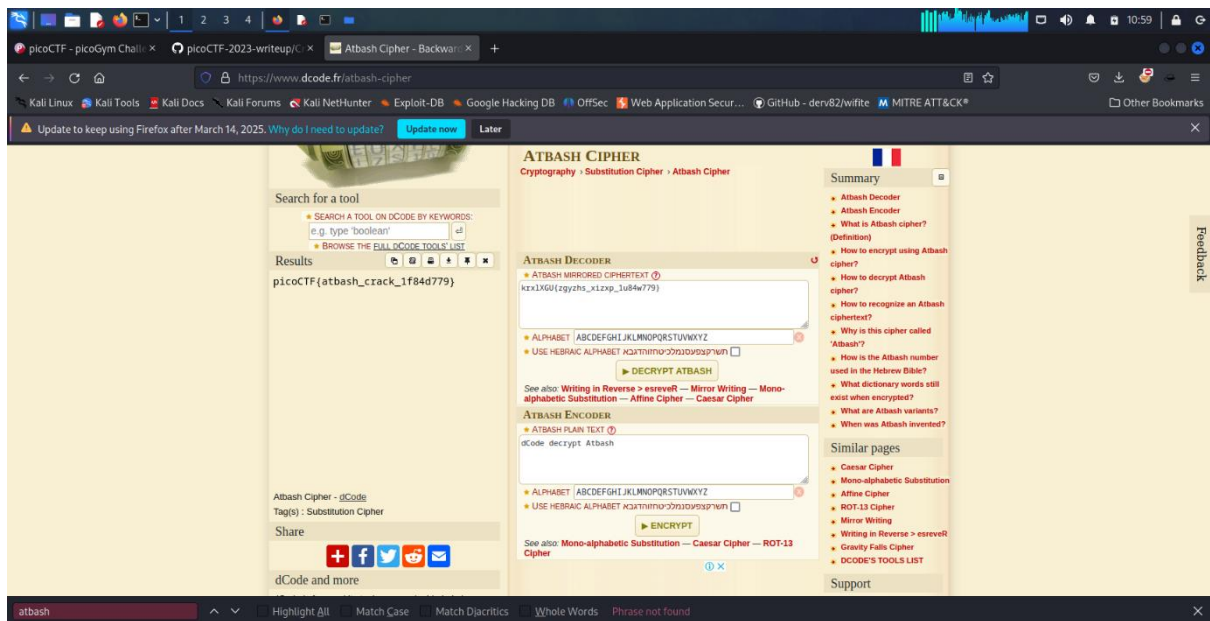 1 2 3 4
10:59
picoCTF - picoGym Challe
picoCTF-2023-writeup/C
Atbash Cipher - Backward
https://www.dcode.fr/atbash-cipher
Kali Linux Kali Tools Kali Docs Kali Forums Kali NetHunter Exploit-DB Google Hacking DB OffSec Web Application Secur... GitHub - derv82/wifite MITRE ATT&CK® Other Bookmarks
Update to keep using Firefox after March 14, 2025. Why do I need to update? Update now Later
Search for a tool
SEARCH A TOOL ON DCODE BY KEYWORDS:
e.g. type 'boolean'
BROWSE THE FULL DCODE TOOLS' LIST
Results
picoCTF{atbash_crack_1f84d779}
Atbash Cipher - dCode
Tag(s) : Substitution Cipher
Share
dCode and more
ATBASH CIPHER
Cryptography › Substitution Cipher › Atbash Cipher
ATBASH DECODER
ATBASH MIRRORED CIPHERTEXT ?
krxlXGU{zgyzhs_xizxp_1u84w779}
ALPHABET ABCDEFGHIJKLMNOPQRSTUVWXYZ
USE HEBRAIC ALPHABET תשרקצפעסנמלכיטחזוהדגבא
▶ DECRYPT ATBASH
See also: Writing in Reverse > esreveR — Mirror Writing — Mono-
alphabetic Substitution — Affine Cipher — Caesar Cipher
ATBASH ENCODER
ATBASH PLAIN TEXT ?
dCode decrypt Atbash
ALPHABET ABCDEFGHIJKLMNOPQRSTUVWXYZ
USE HEBRAIC ALPHABET תשרקצפעסנמלכיטחזוהדגבא
▶ ENCRYPT
See also: Mono-alphabetic Substitution — Caesar Cipher — ROT-13
Cipher
Summary
Atbash Decoder
Atbash Encoder
What is Atbash cipher?
(Definition)
How to encrypt using Atbash
cipher?
How to decrypt Atbash
cipher?
How to recognize an Atbash
ciphertext?
Why is this cipher called
'Atbash'?
How is the Atbash number
used in the Hebrew Bible?
What dictionary words still
exist when encrypted?
What are Atbash variants?
When was Atbash invented?
Similar pages
Caesar Cipher
Mono-alphabetic Substitution
Affine Cipher
ROT-13 Cipher
Mirror Writing
Writing in Reverse > esreveR
Gravity Falls Cipher
DCODE'S TOOLS LIST
Support
Feedback
atbash
Highlight All Match Case Match Diacritics Whole Words Phrase not found